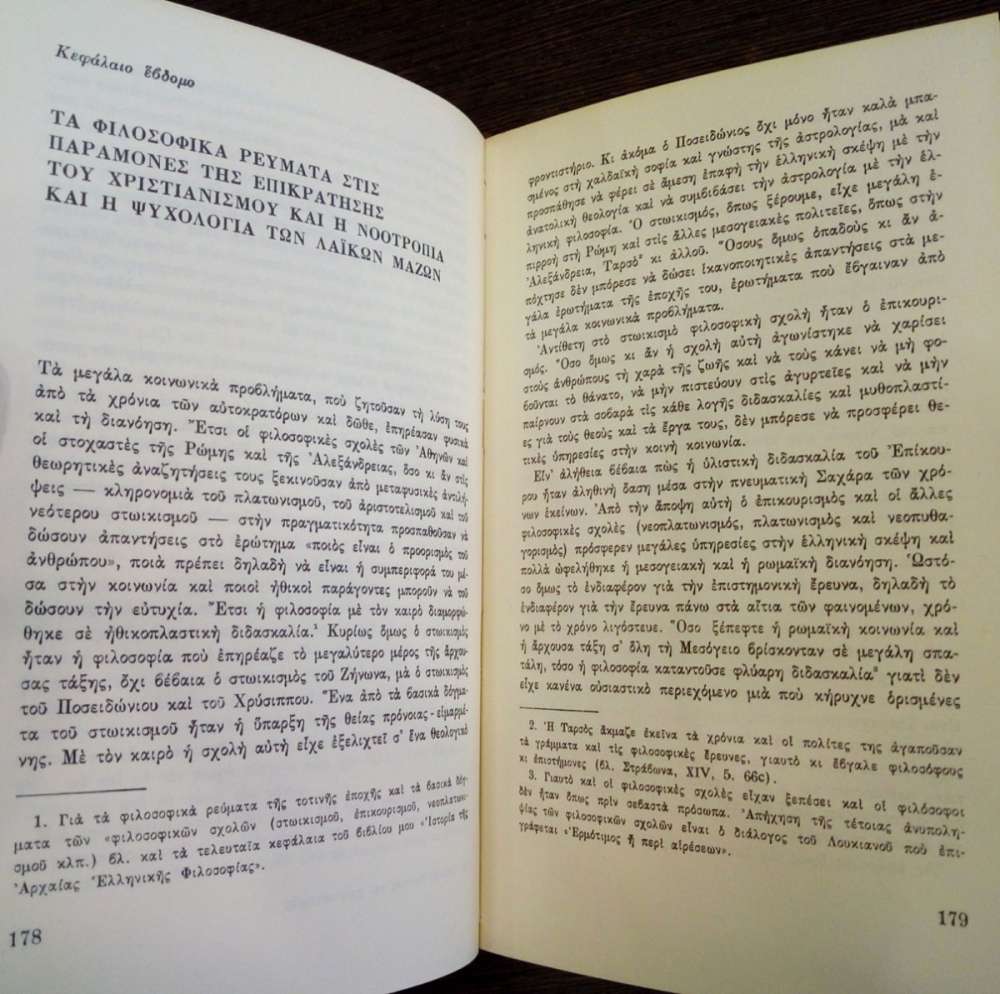 Κεφάλαιο ἕβδομο
ΤΑ ΦΙΛΟΣΟΦΙΚΑ ΡΕΥΜΑΤΑ ΣΤΙΣ
ΠΑΡΑΜΟΝΕΣ ΤΗΣ ΕΠΙΚΡΑΤΗΣΗΣ
ΤΟΥ ΧΡΙΣΤΙΑΝΙΣΜΟΥ ΚΑΙ Η ΝΟΟΤΡΟΠΙΑ
ΚΑΙ Η ΨΥΧΟΛΟΓΙΑ ΤΩΝ ΛΑΪΚΩΝ ΜΑΖΩΝ
Τὰ μεγάλα κοινωνικὰ προβλήματα, ποὺ ζητοῦσαν τὴ λύση τους
ἀπὸ τὰ χρόνια τῶν αὐτοκρατόρων καὶ δῶθε, ἐπηρέασαν φυσικὰ
καὶ τὴ διανόηση. Ἔτσι οἱ φιλοσοφικὲς σχολὲς τῶν Ἀθηνῶν καὶ
οἱ στοχαστὲς τῆς Ρώμης καὶ τῆς Ἀλεξάνδρειας, ὅσο κι ἂν στὶς
θεωρητικὲς ἀναζητήσεις τους ξεκινοῦσαν ἀπὸ μεταφυσικὲς ἀντιλή-
ψεις — κληρονομιὰ τοῦ πλατωνισμοῦ, τοῦ ἀριστοτελισμοῦ καὶ τοῦ
νεότερου στωικισμοῦ — στὴν πραγματικότητα προσπαθοῦσαν νὰ
δώσουν ἀπαντήσεις στὸ ἐρώτημα «ποιὸς εἶναι ὁ προορισμὸς τοῦ
ἀνθρώπου», ποιὰ πρέπει δηλαδὴ νὰ εἶναι ἡ συμπεριφορά του μέ-
σα στὴν κοινωνία καὶ ποιοὶ ἠθικοὶ παράγοντες μποροῦν νὰ τοῦ
δώσουν τὴν εὐτυχία. Ἔτσι ἡ φιλοσοφία μὲ τὸν καιρὸ διαμορφώ-
θηκε σὲ ἠθικοπλαστικὴ διδασκαλία.¹ Κυρίως ὅμως ὁ στωικισμὸς
ἦταν ἡ φιλοσοφία ποὺ ἐπηρέαζε τὸ μεγαλύτερο μέρος τῆς ἄρχου-
σας τάξης, ὄχι βέβαια ὁ στωικισμὸς τοῦ Ζήνωνα, μὰ ὁ στωικισμὸς
τοῦ Ποσειδώνιου καὶ τοῦ Χρύσιππου. Ἕνα ἀπὸ τὰ βασικὰ δόγμα-
τα τοῦ στωικισμοῦ ἦταν ἡ ὕπαρξη τῆς θείας πρόνοιας - εἱμαρμέ-
νης. Μὲ τὸν καιρὸ ἡ σχολὴ αὐτὴ εἶχε ἐξελιχτεῖ σ' ἕνα θεολογικὸ
1. Γιὰ τὰ φιλοσοφικὰ ρεύματα τῆς τοτινῆς ἐποχῆς καὶ τὰ βασικὰ δόγ-
ματα τῶν «φιλοσοφικῶν σχολῶν (στωικισμοῦ, ἐπικουρισμοῦ, νεοπλατωνι-
σμοῦ κλπ.) βλ. καὶ τὰ τελευταῖα κεφάλαια τοῦ βιβλίου μου «Ἱστορία τῆς
Ἀρχαίας Ἑλληνικῆς Φιλοσοφίας».
178
φροντιστήριο. Κι ἀκόμα ὁ Ποσειδώνιος ὄχι μόνο ἦταν καλὰ μπα-
σμένος στὴ χαλδαϊκὴ σοφία καὶ γνώστης τῆς ἀστρολογίας, μὰ καὶ
προσπάθησε νὰ φέρει σὲ ἄμεση ἐπαφὴ τὴν ἑλληνικὴ σκέψη μὲ τὴν
ἀνατολικὴ θεολογία καὶ νὰ συμβιβάσει τὴν ἀστρολογία μὲ τὴν ἑλ-
ληνικὴ φιλοσοφία. Ὁ στωικισμός, ὅπως ξέρουμε, εἶχε μεγάλη ἐ-
πιρροὴ στὴ Ρώμη καὶ στὶς ἄλλες μεσογειακὲς πολιτεῖες, ὅπως στὴν
Ἀλεξάνδρεια, Ταρσὸ² κι ἀλλοῦ. Ὅσους ὅμως ὀπαδοὺς κι ἂν ἀ-
πόχτησε δὲν μπόρεσε νὰ δώσει ἱκανοποιητικὲς ἀπαντήσεις στὰ με-
γάλα ἐρωτήματα τῆς ἐποχῆς του, ἐρωτήματα ποὺ ἔβγαιναν ἀπὸ
τὰ μεγάλα κοινωνικὰ προβλήματα.
Ἀντίθετη στὸ στωικισμὸ φιλοσοφικὴ σχολὴ ἦταν ὁ ἐπικουρι-
σμός. Ὅσο ὅμως κι ἂν ἡ σχολὴ αὐτὴ ἀγωνίστηκε νὰ χαρίσει
στοὺς ἀνθρώπους τὴ χαρὰ τῆς ζωῆς καὶ νὰ τοὺς κάνει νὰ μὴ φο-
βοῦνται τὸ θάνατο, νὰ μὴν πιστεύουν στὶς ἀγυρτεῖες καὶ νὰ μὴν
παίρνουν στὰ σοβαρὰ τὶς κάθε λογῆς διδασκαλίες καὶ μυθοπλαστί-
ες γιὰ τοὺς θεοὺς καὶ τὰ ἔργα τους, δὲν μπόρεσε νὰ προσφέρει θε-
τικὲς ὑπηρεσίες στὴν κοινὴ κοινωνία.
Εἶν' ἀλήθεια βέβαια πὼς ἡ ὑλιστικὴ διδασκαλία τοῦ Ἐπίκου-
ρου ἦταν ἀληθινὴ ὄαση μέσα στὴν πνευματικὴ Σαχάρα τῶν χρό-
νων ἐκείνων. Ἀπὸ τὴν ἄποψη αὐτὴ ὁ ἐπικουρισμὸς καὶ οἱ ἄλλες
φιλοσοφικὲς σχολὲς (νεοπλατωνισμός, πλατωνισμὸς καὶ νεοπυθα-
γορισμὸς) πρόσφεραν μεγάλες ὑπηρεσίες στὴν ἑλληνικὴ σκέψη καὶ
πολλὰ ὠφελήθηκε ἡ μεσογειακὴ καὶ ἡ ρωμαϊκὴ διανόηση. Ὡστό-
σο ὅμως τὸ ἐνδιαφέρον γιὰ τὴν ἐπιστημονικὴ ἔρευνα, δηλαδὴ τὸ
ἐνδιαφέρον γιὰ τὴν ἔρευνα πάνω στὰ αἴτια τῶν φαινομένων, χρό-
νο μὲ τὸ χρόνο λιγόστευε. Ὅσο ξέπεφτε ἡ ρωμαϊκὴ κοινωνία καὶ
ἡ ἄρχουσα τάξη σ' ὅλη τὴ Μεσόγειο βρίσκονταν σὲ μεγάλη σπα-
τάλη, τόσο ἡ φιλοσοφία καταντοῦσε φλύαρη διδασκαλία³ γιατὶ δὲν
εἶχε κανένα οὐσιαστικὸ περιεχόμενο μιὰ ποὺ κήρυχνε ὁρισμένες
2. Ἡ Ταρσὸς ἄκμαζε ἐκεῖνα τὰ χρόνια καὶ οἱ πολίτες της ἀγαποῦσαν
τὰ γράμματα καὶ τὶς φιλοσοφικὲς ἔρευνες, γιαυτὸ κι ἔβγαλε φιλοσόφους
κι ἐπιστήμονες (βλ. Στράβωνα, XIV, 5. 66c).
3. Γιαυτὸ καὶ οἱ φιλοσοφικὲς σχολὲς εἶχαν ξεπέσει καὶ οἱ φιλόσοφοι
δὲν ἦταν ὅπως πρὶν σεβαστὰ πρόσωπα. Ἀπήχηση τῆς τέτοιας ἀνυπολη-
ψίας τῶν φιλοσοφικῶν σχολῶν εἶναι ὁ διάλογος τοῦ Λουκιανοῦ ποὺ ἐπι-
γράφεται «Ἑρμότιμος ἢ περὶ αἱρέσεων».
179